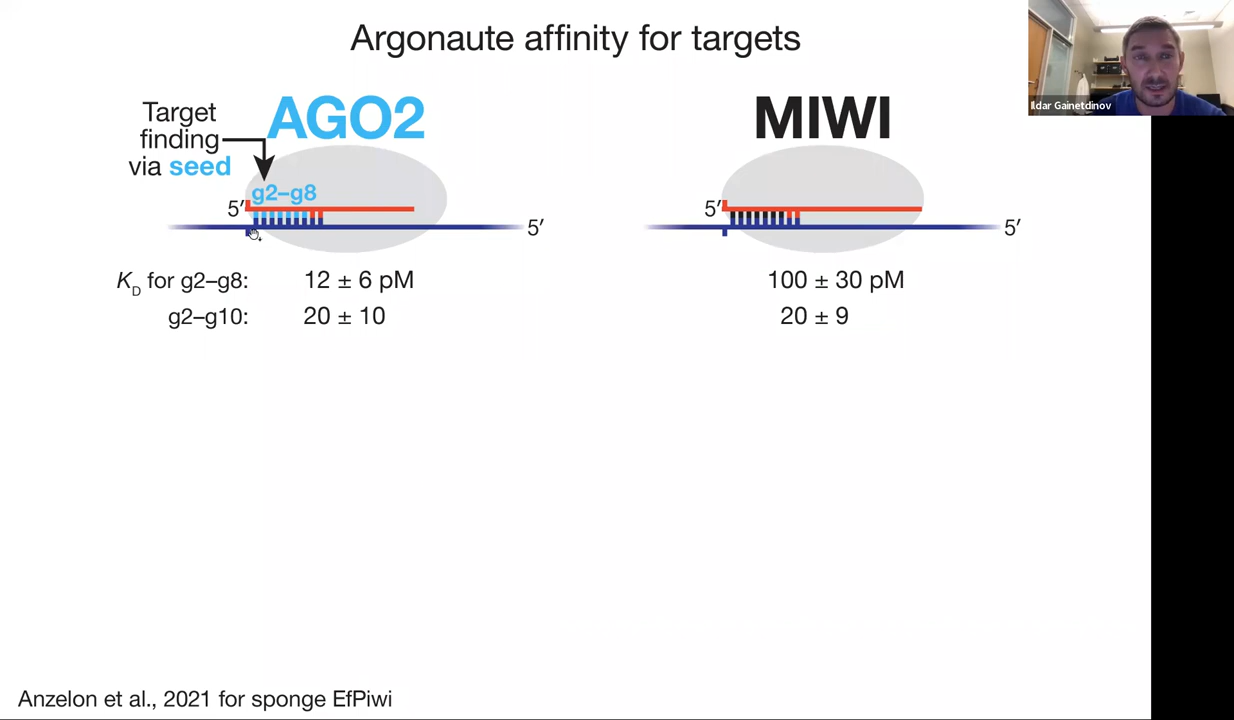 Argonaute affinity for targets
Ildar Gainetdinov
Target
finding
via seed
AGO2
MIWI
g2–g8
5′
5′
5′
5′
K_D for g2–g8: 12 ± 6 pM 100 ± 30 pM
g2–g10: 20 ± 10 20 ± 9
Anzelon et al., 2021 for sponge EfPiwi